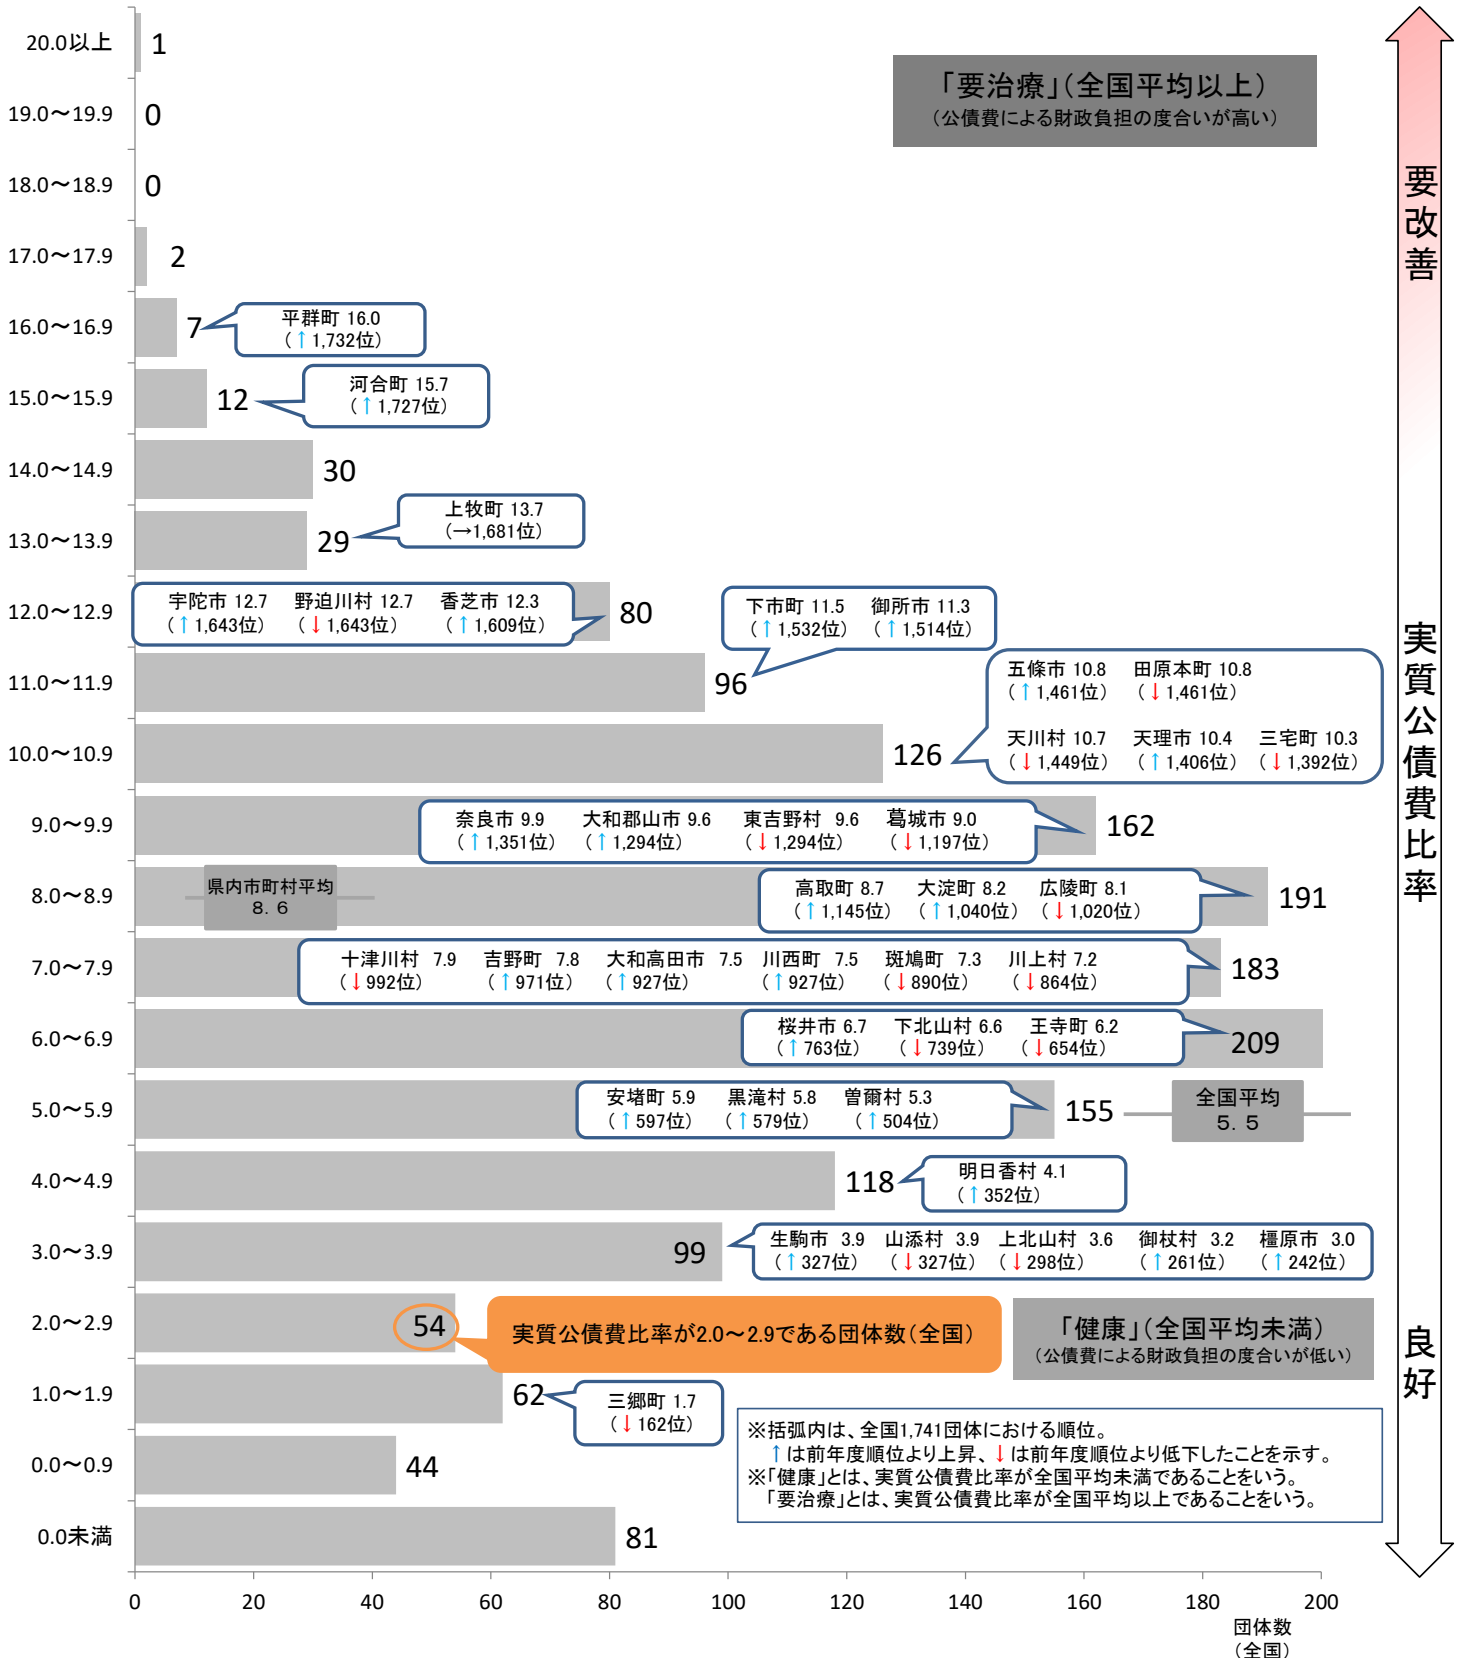 20.0以上
1
「要治療」(全国平均以上)
(公債費による財政負担の度合いが高い)
19.0～19.9
0
18.0～18.9
0
要改善
17.0～17.9
2
16.0～16.9
7
平群町 16.0
(↑1,732位)
15.0～15.9
12
河合町 15.7
(↑1,727位)
14.0～14.9
30
13.0～13.9
29
上牧町 13.7
(→1,681位)
12.0～12.9
宇陀市 12.7 野迫川村 12.7 香芝市 12.3
(↑1,643位) (↓1,643位) (↑1,609位)
80
11.0～11.9
96
下市町 11.5 御所市 11.3
(↑1,532位) (↑1,514位)
実質公債費比率
10.0～10.9
126
五條市 10.8 田原本町 10.8
(↑1,461位) (↓1,461位)
天川村 10.7 天理市 10.4 三宅町 10.3
(↓1,449位) (↑1,406位) (↓1,392位)
9.0～9.9
奈良市 9.9 大和郡山市 9.6 東吉野村 9.6 葛城市 9.0
(↑1,351位) (↑1,294位) (↓1,294位) (↓1,197位)
162
8.0～8.9
県内市町村平均
8．6
高取町 8.7 大淀町 8.2 広陵町 8.1
(↑1,145位) (↑1,040位) (↓1,020位)
191
7.0～7.9
十津川村 7.9 吉野町 7.8 大和高田市 7.5 川西町 7.5 斑鳩町 7.3 川上村 7.2
(↓992位) (↑971位) (↑927位) (↑927位) (↓890位) (↓864位)
183
6.0～6.9
桜井市 6.7 下北山村 6.6 王寺町 6.2
(↑763位) (↓739位) (↓654位)
209
5.0～5.9
安堵町 5.9 黒滝村 5.8 曽爾村 5.3
(↑597位) (↑579位) (↑504位)
155
全国平均
5．5
4.0～4.9
118
明日香村 4.1
(↑352位)
3.0～3.9
99
生駒市 3.9 山添村 3.9 上北山村 3.6 御杖村 3.2 橿原市 3.0
(↑327位) (↓327位) (↓298位) (↑261位) (↑242位)
2.0～2.9
54
実質公債費比率が2.0～2.9である団体数(全国)
「健康」(全国平均未満)
(公債費による財政負担の度合いが低い)
良好
1.0～1.9
62
三郷町 1.7
(↓162位)
※括弧内は、全国1,741団体における順位。
↑は前年度順位より上昇、↓は前年度順位より低下したことを示す。
※「健康」とは、実質公債費比率が全国平均未満であることをいう。
「要治療」とは、実質公債費比率が全国平均以上であることをいう。
0.0～0.9
44
0.0未満
81
0 20 40 60 80 100 120 140 160 180 200
団体数
(全国)